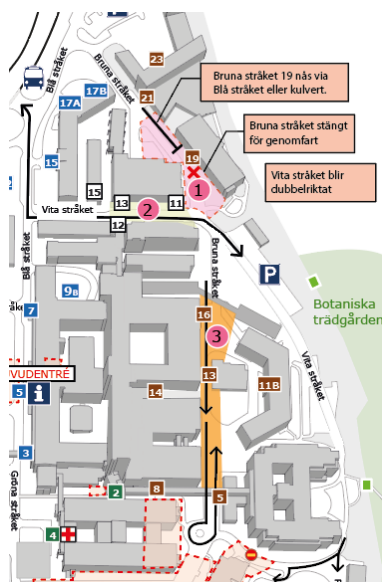 Blå stråket
Bruna stråket
23
Bruna stråket 19 nås via
Blå stråket eller kulvert.
17B
17A
21
Bruna stråket stängt
för genomfart
15
19
1
Vita stråket blir
dubbelriktat
15
13
11
2
Vita stråket
12
Blå stråket
Bruna stråket
P
9B
Botaniska
trädgården
7
16
3
Vita stråket
VUDENTRÉ
13
11B
5
i
14
3
Gröna stråket
2
8
5
4